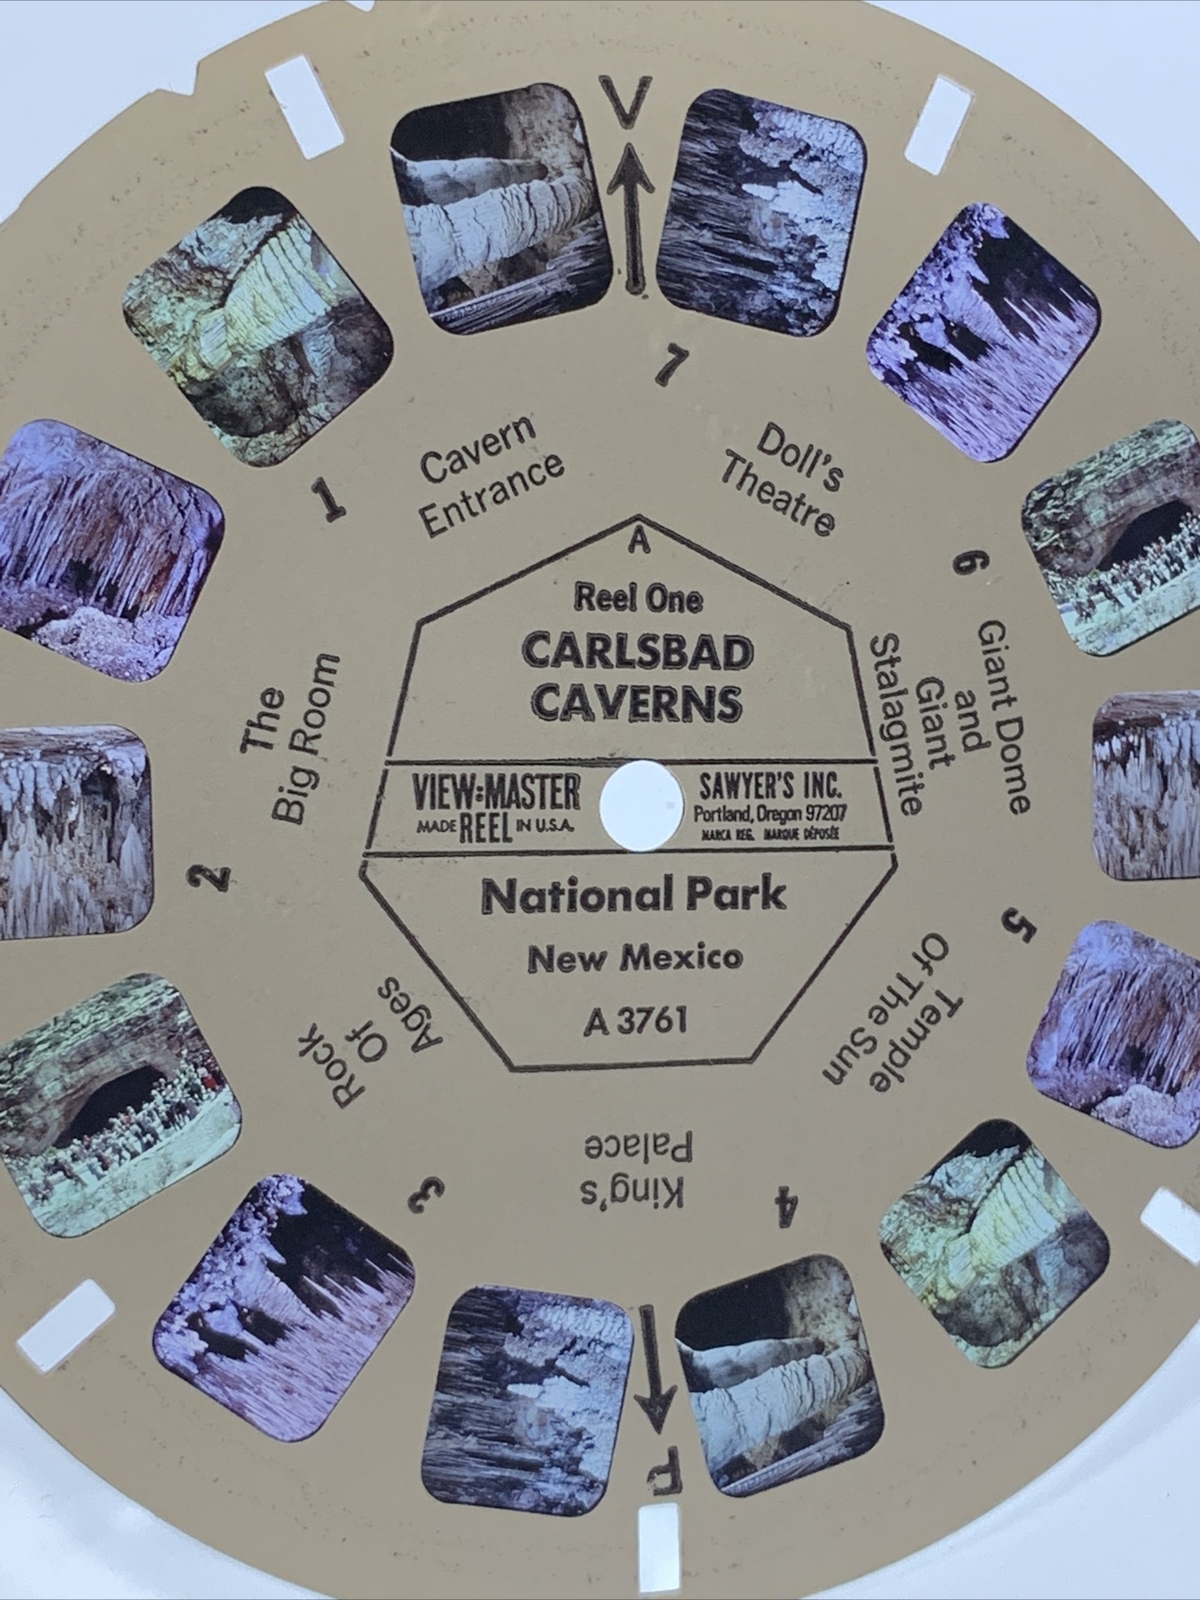 V
A
Reel One
CARLSBAD
CAVERNS
VIEW-MASTER
MADE REEL IN U.S.A.
SAWYER'S INC.
Portland, Oregon 97207
MARCA REG. MARQUE DÉPOSÉE
National Park
New Mexico
A 3761
1
Cavern
Entrance
2
The
Big Room
3
Rock
Of
Ages
4
King's
Palace
5
Temple
Of The Sun
6
Giant Dome
and
Giant
Stalagmite
7
Doll's
Theatre